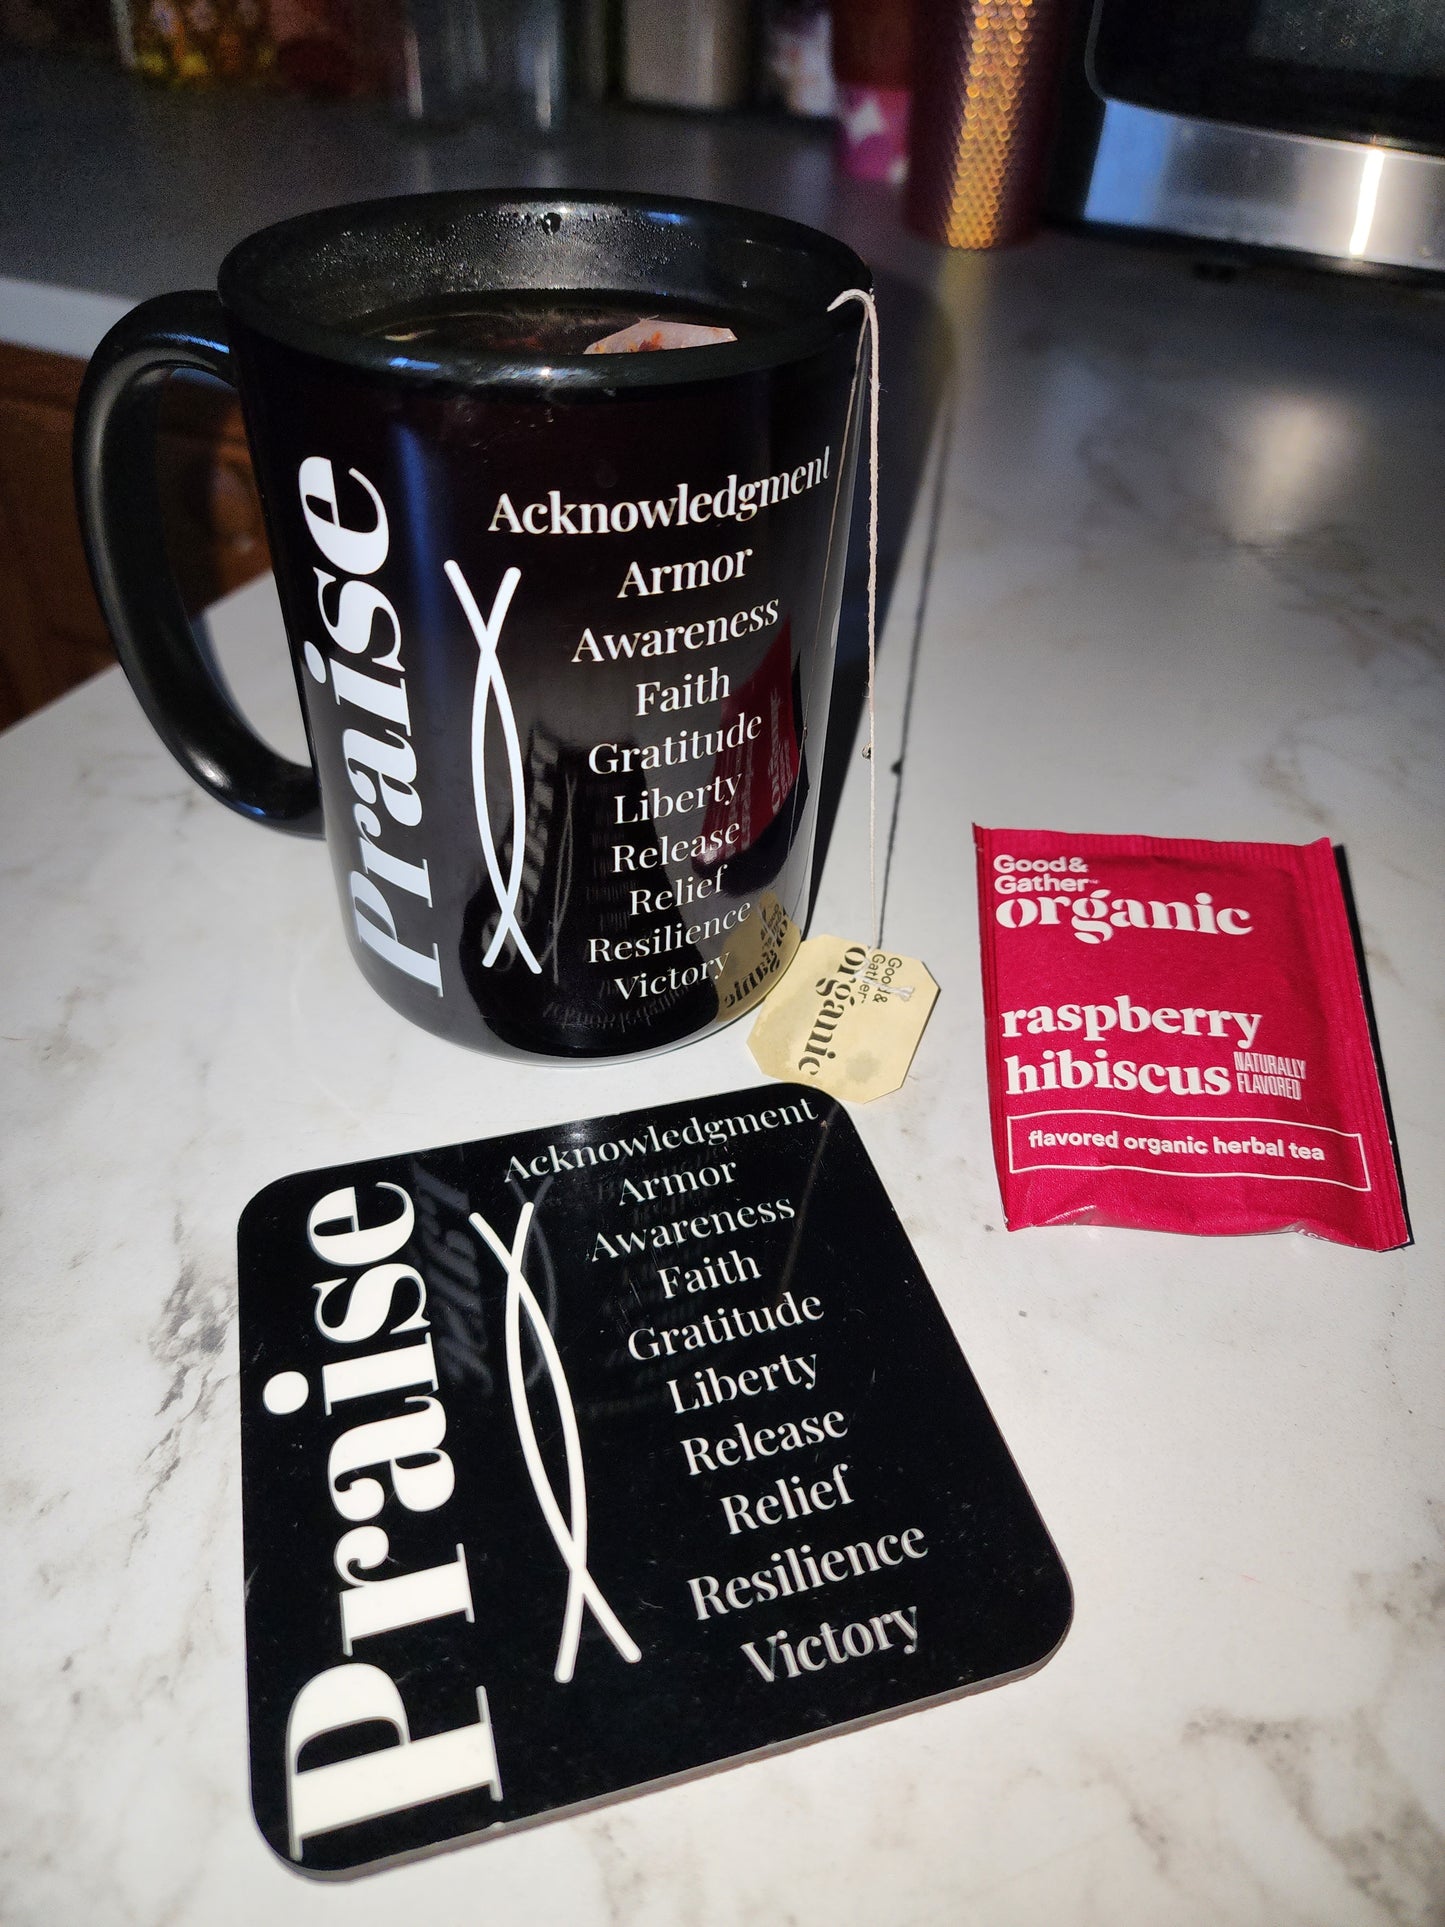 Praise
Acknowledgment
Armor
Awareness
Faith
Gratitude
Liberty
Release
Relief
Resilience
Victory
Good &
Gather
organic
Good &
Gather™
organic
raspberry
hibiscus
NATURALLY
FLAVORED
flavored organic herbal tea
Praise
Acknowledgment
Armor
Awareness
Faith
Gratitude
Liberty
Release
Relief
Resilience
Victory